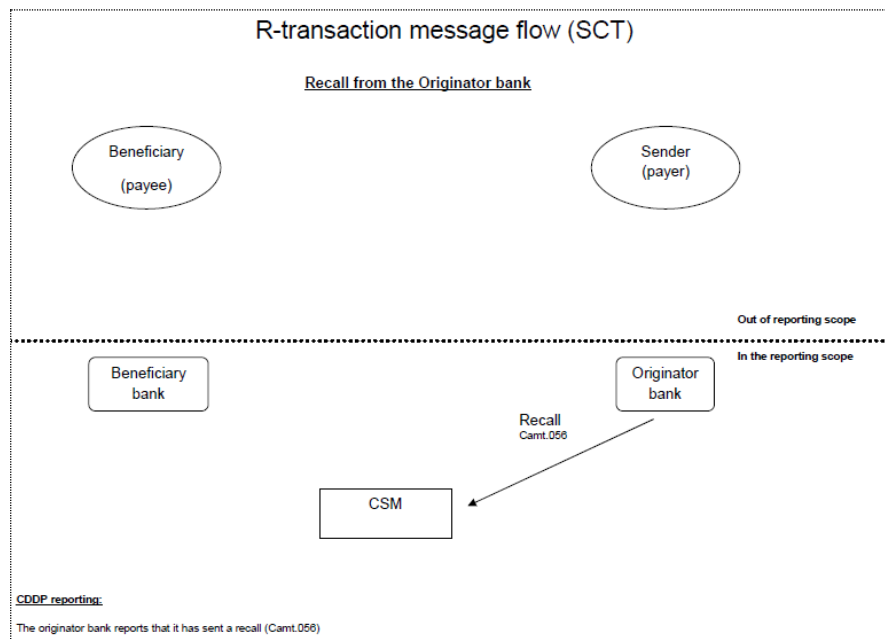 R-transaction message flow (SCT)
Recall from the Originator bank
Beneficiary
(payee)
Sender
(payer)
Out of reporting scope
In the reporting scope
Beneficiary
bank
Originator
bank
Recall
Camt.056
CSM
CDDP reporting:
The originator bank reports that it has sent a recall (Camt.056)